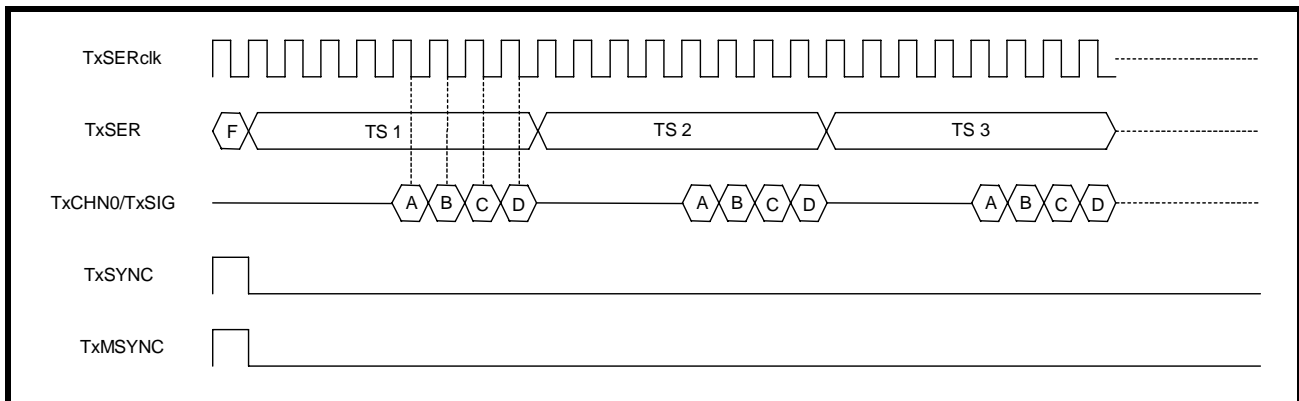 TxSERclk
TxSER F TS 1 TS 2 TS 3
TxCHN0/TxSIG A B C D A B C D A B C D
TxSYNC
TxMSYNC